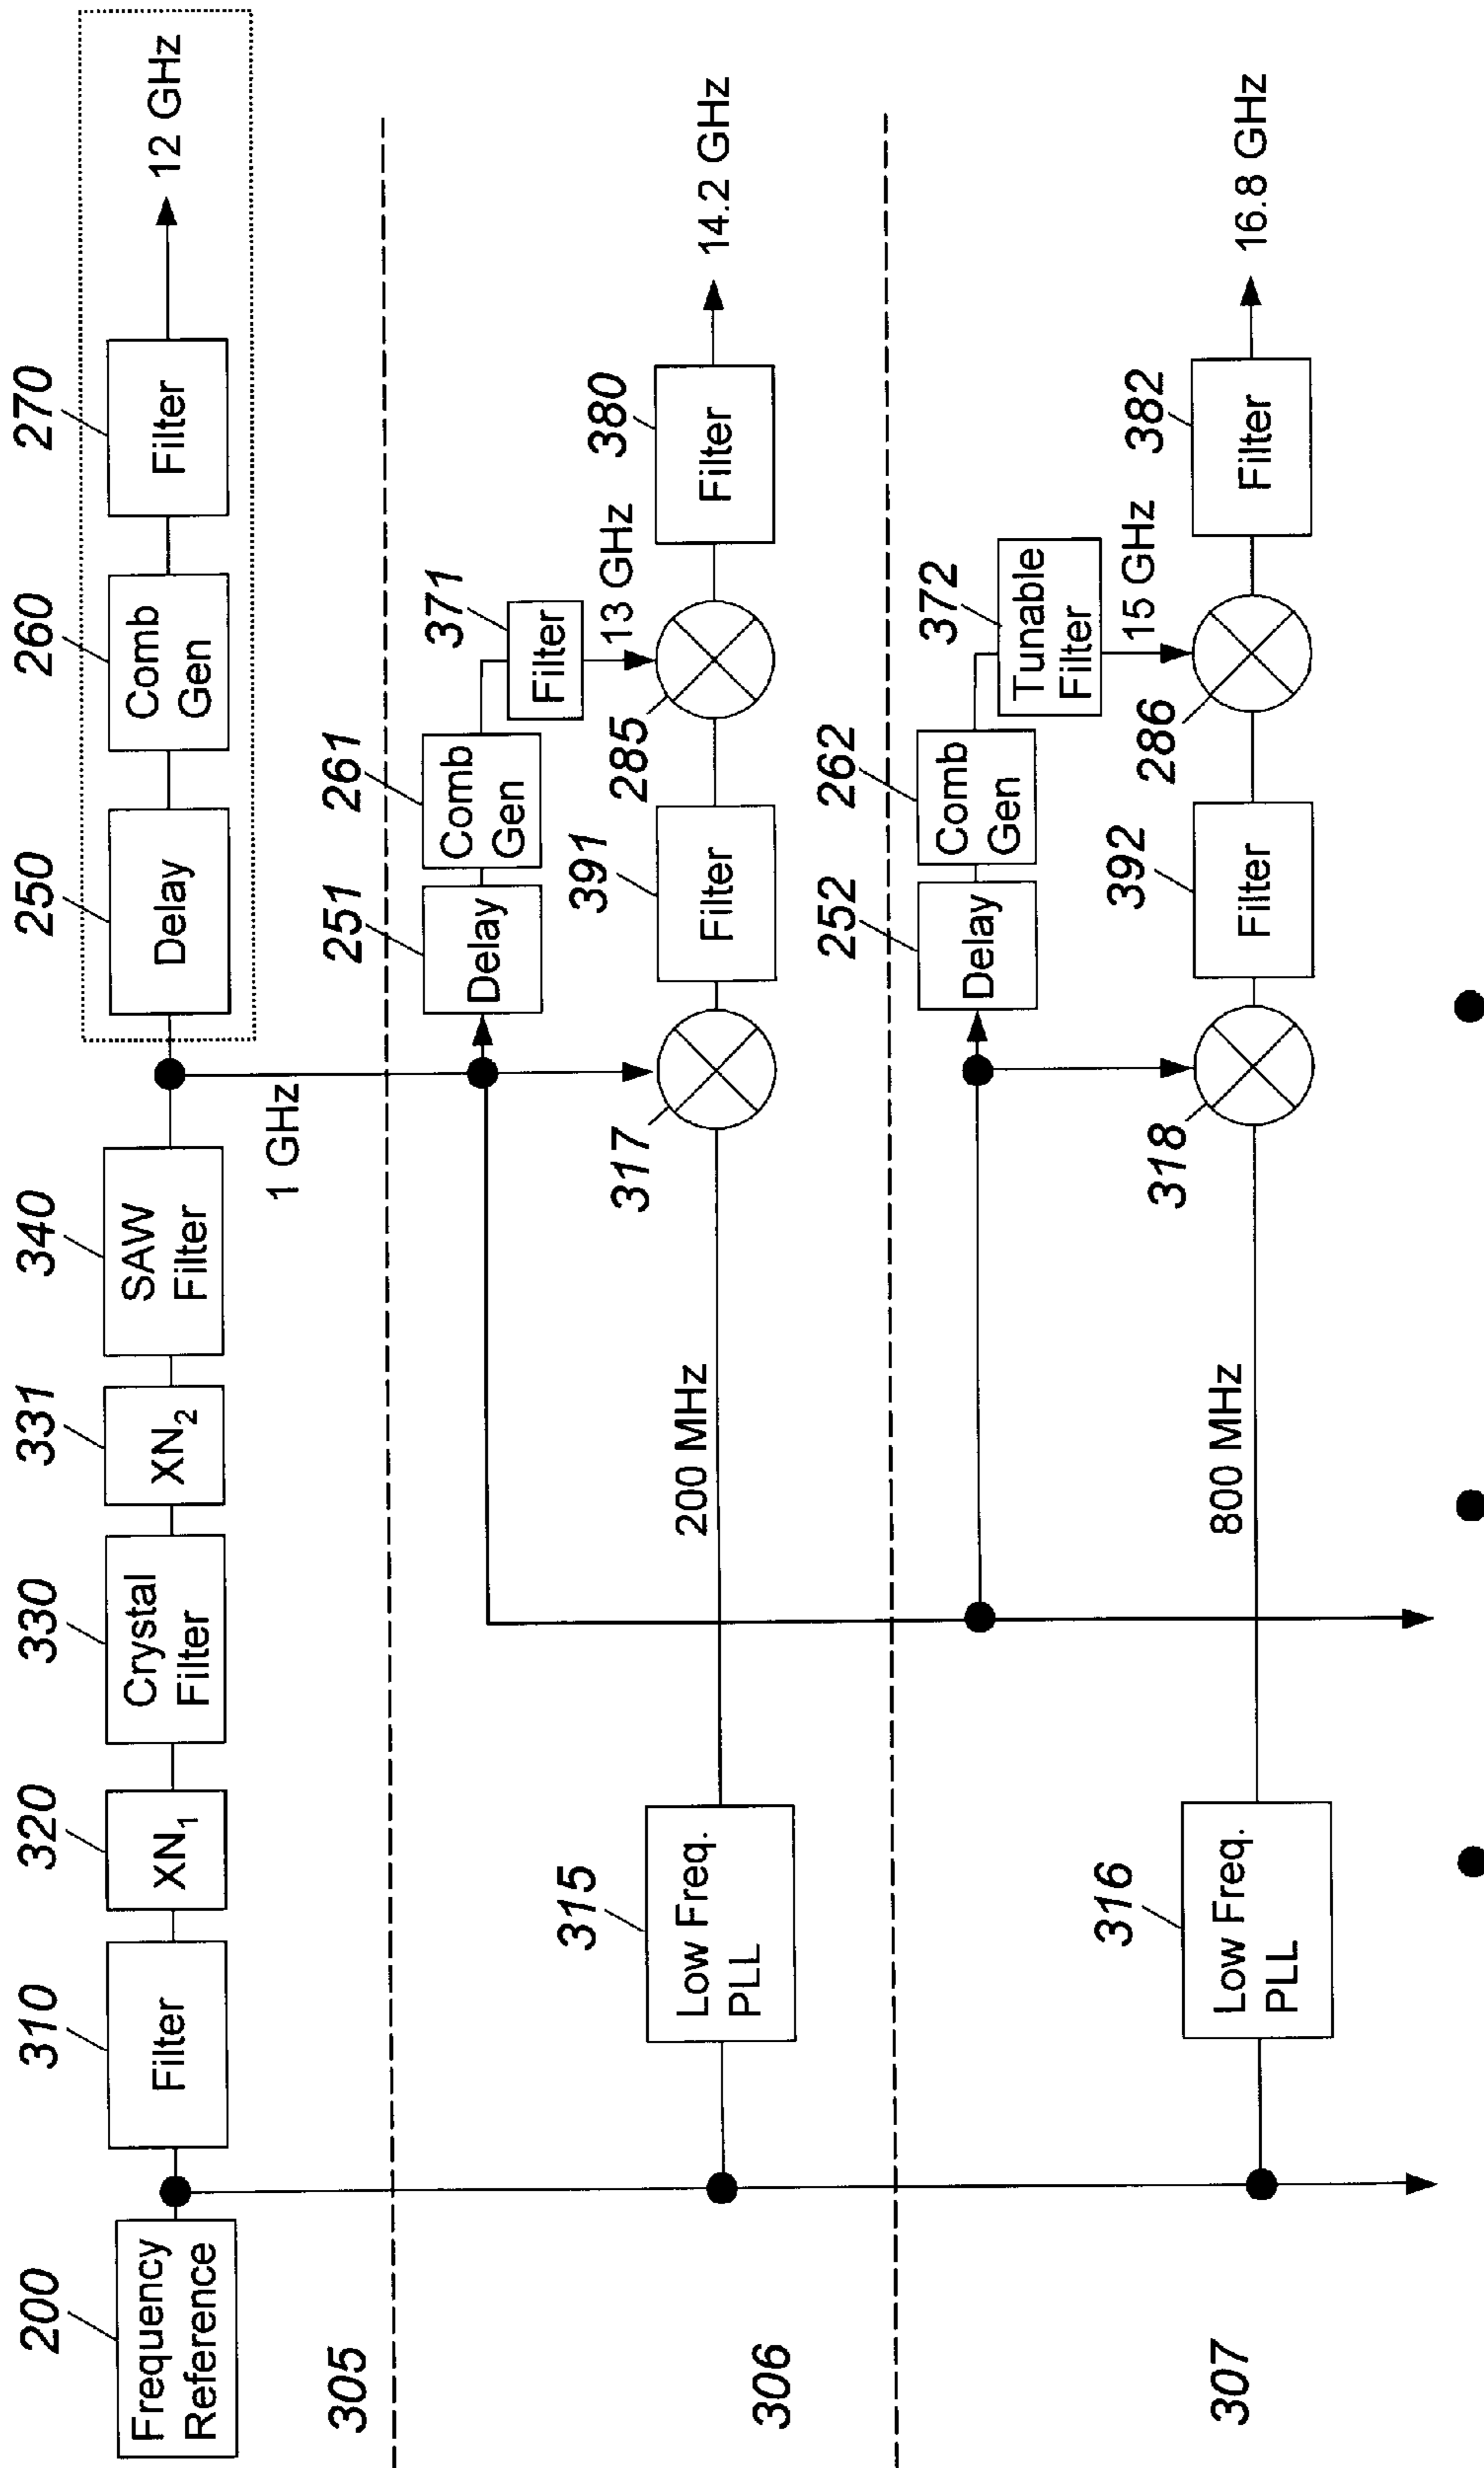 200
310
320
330
331
340
250
260
270
Frequency
Reference
Filter
XN1
Crystal
Filter
XN2
SAW
Filter
Delay
Comb
Gen
Filter
12 GHz
1 GHz
305
251
261
371
Delay
Comb
Gen
Filter
13 GHz
315
317
391
285
380
Low Freq.
PLL
200 MHz
Filter
Filter
14.2 GHz
306
252
262
372
Delay
Comb
Gen
Tunable
Filter
15 GHz
316
318
392
286
382
Low Freq.
PLL
800 MHz
Filter
Filter
16.8 GHz
307